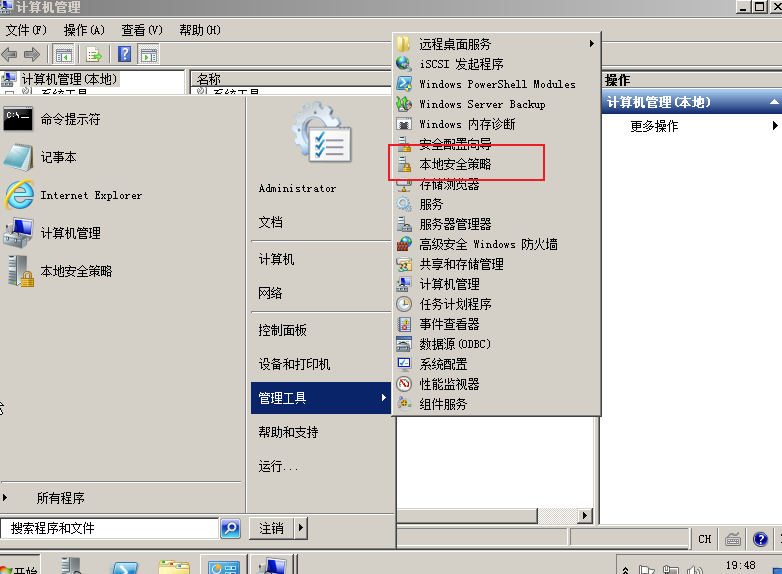 计算机管理
文件(F) 操作(A) 查看(V) 帮助(H)
计算机管理(本地)
系统工具
名称
系统工具
操作
计算机管理(本地)
更多操作
命令提示符
记事本
Internet Explorer
计算机管理
本地安全策略
所有程序
搜索程序和文件
Administrator
文档
计算机
网络
控制面板
设备和打印机
管理工具
帮助和支持
运行...
注销
远程桌面服务
iSCSI 发起程序
Windows PowerShell Modules
Windows Server Backup
Windows 内存诊断
安全配置向导
本地安全策略
存储浏览器
服务
服务器管理器
高级安全 Windows 防火墙
共享和存储管理
计算机管理
任务计划程序
事件查看器
数据源(ODBC)
系统配置
性能监视器
组件服务
CH
开始
19:48